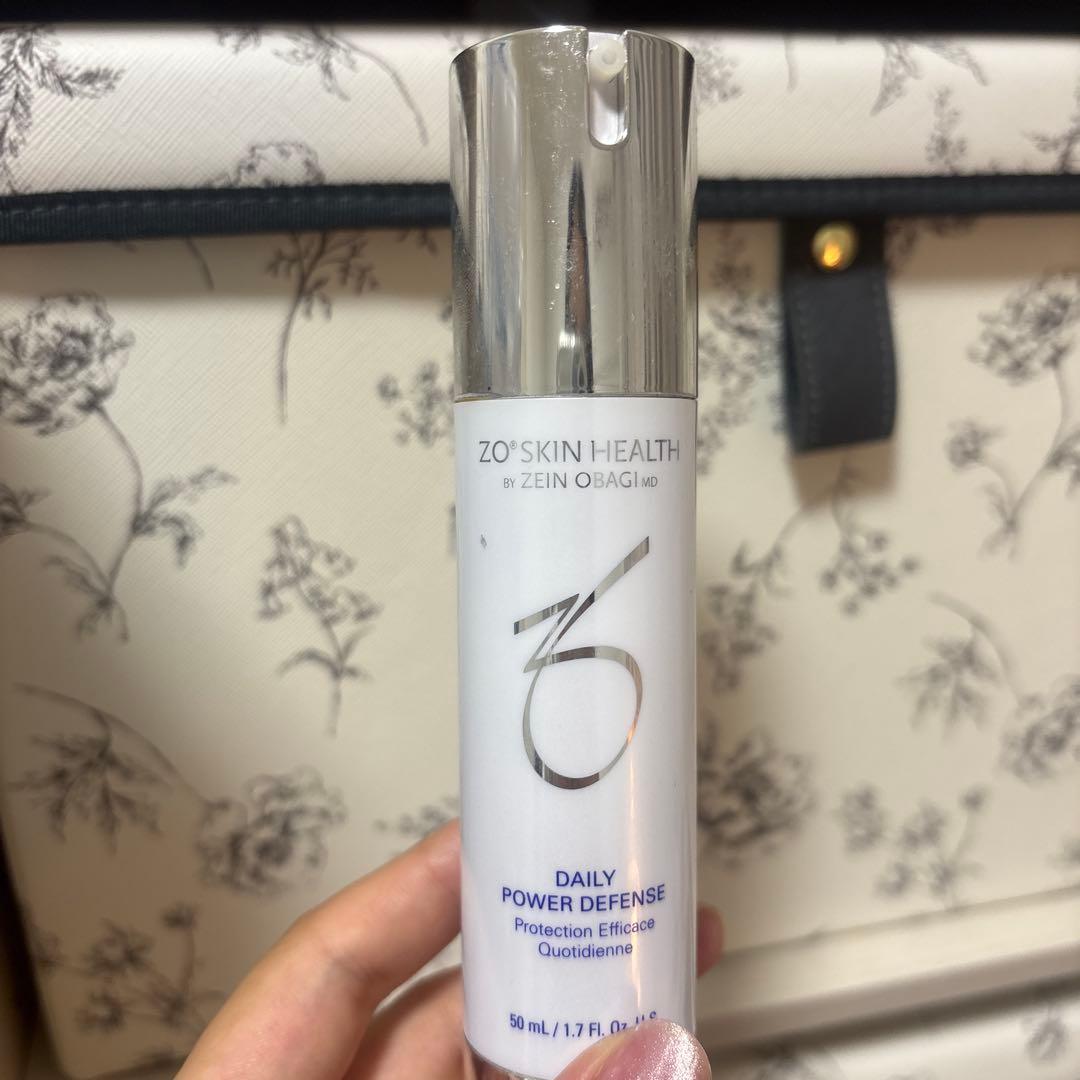 ZO® SKIN HEALTH
BY ZEIN OBAGI MD
DAILY
POWER DEFENSE
Protection Efficace
Quotidienne
50 mL / 1.7 Fl. Oz. U.S.